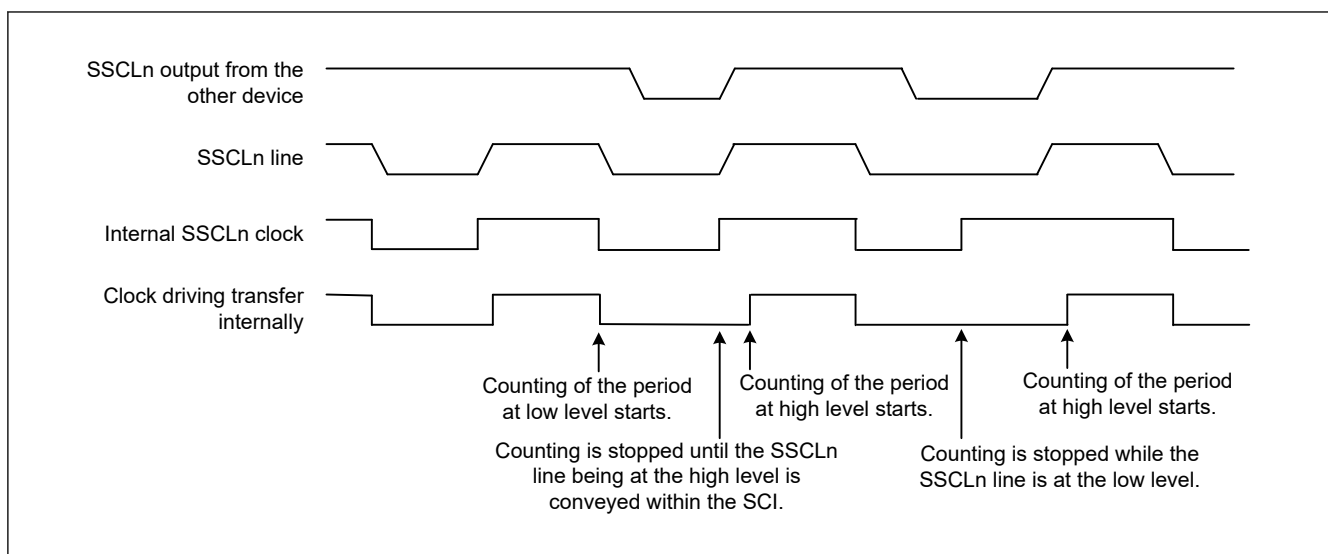 SSCLn output from the
other device
SSCLn line
Internal SSCLn clock
Clock driving transfer
internally
Counting of the period
at low level starts.
Counting of the period
at high level starts.
Counting of the period
at high level starts.
Counting is stopped until the SSCLn
line being at the high level is
conveyed within the SCI.
Counting is stopped while the
SSCLn line is at the low level.